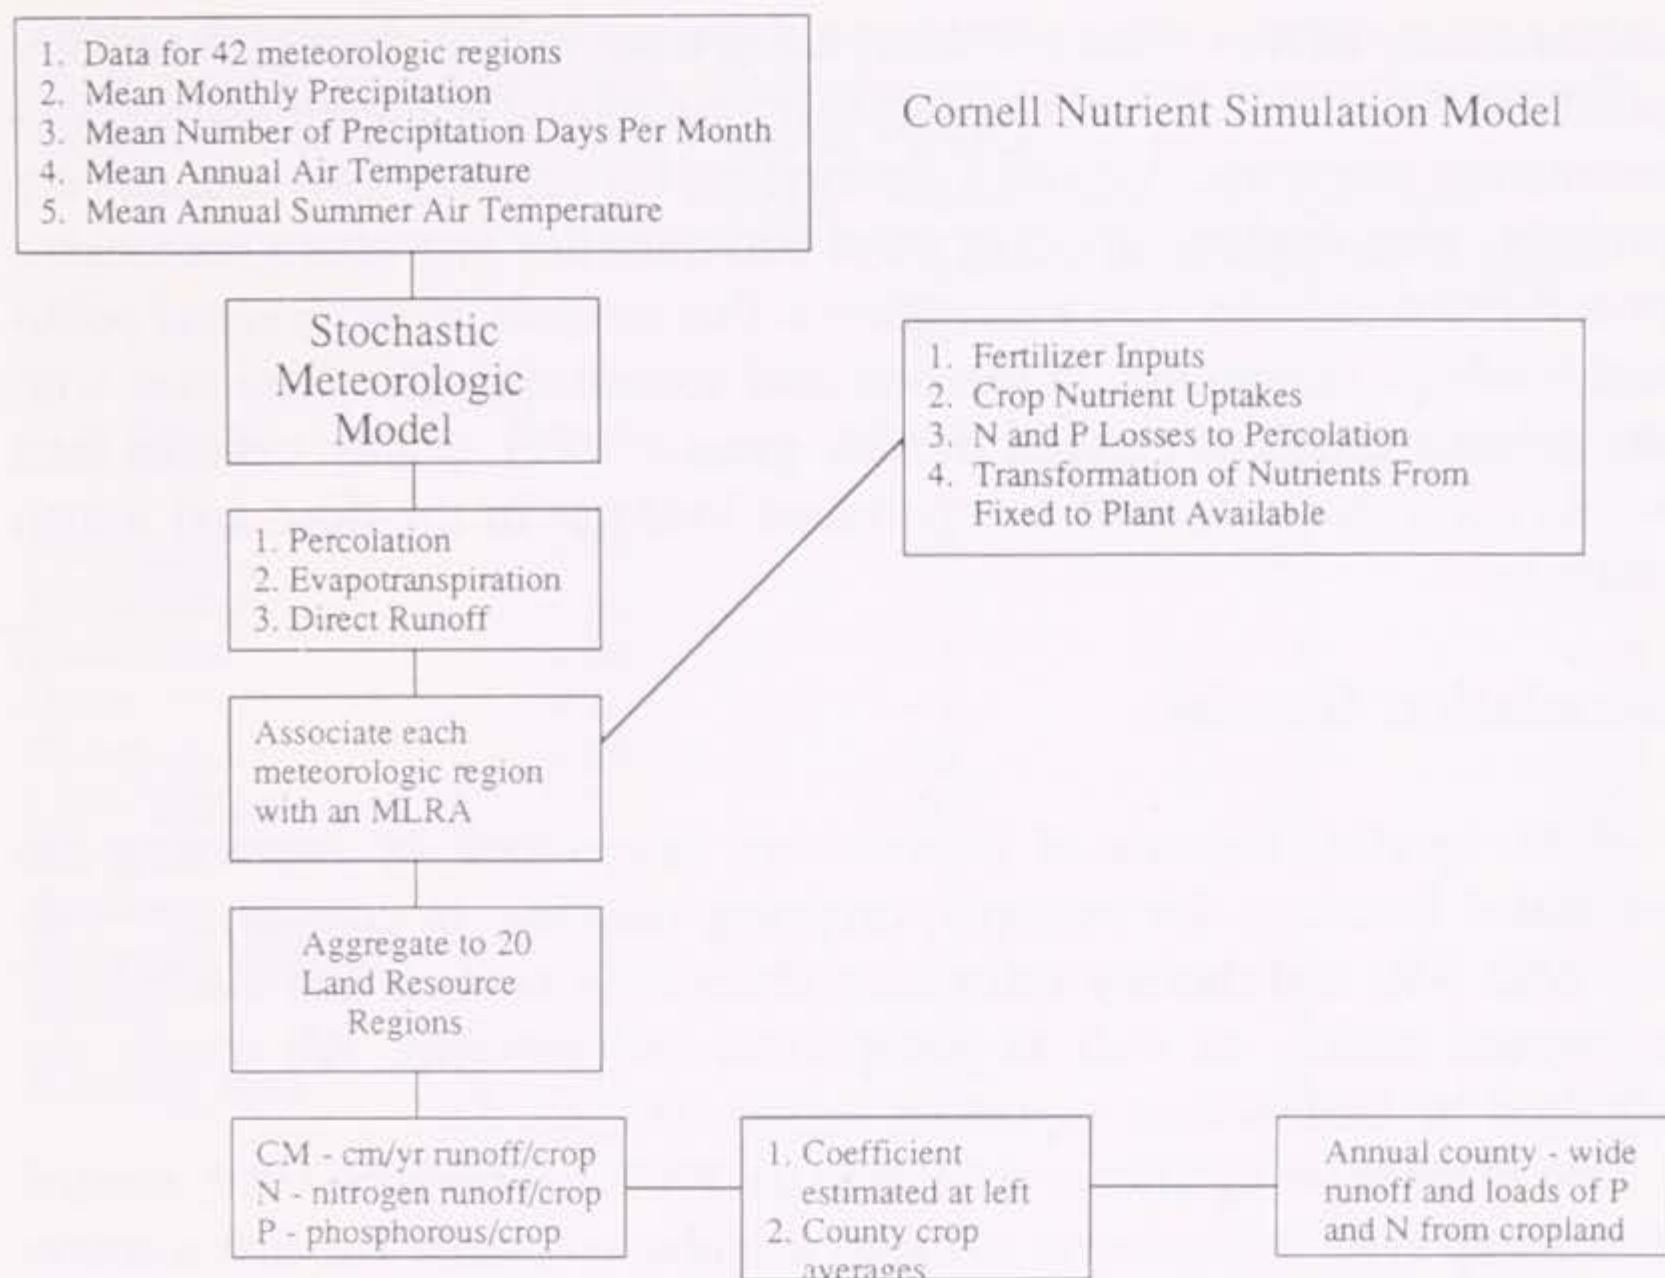 1. Data for 42 meteorologic regions
2. Mean Monthly Precipitation
3. Mean Number of Precipitation Days Per Month
4. Mean Annual Air Temperature
5. Mean Annual Summer Air Temperature
Cornell Nutrient Simulation Model
Stochastic
Meteorologic
Model
1. Fertilizer Inputs
2. Crop Nutrient Uptakes
3. N and P Losses to Percolation
4. Transformation of Nutrients From
Fixed to Plant Available
1. Percolation
2. Evapotranspiration
3. Direct Runoff
Associate each
meteorologic region
with an MLRA
Aggregate to 20
Land Resource
Regions
CM - cm/yr runoff/crop
N - nitrogen runoff/crop
P - phosphorous/crop
1. Coefficient
estimated at left
2. County crop
averages
Annual county - wide
runoff and loads of P
and N from cropland